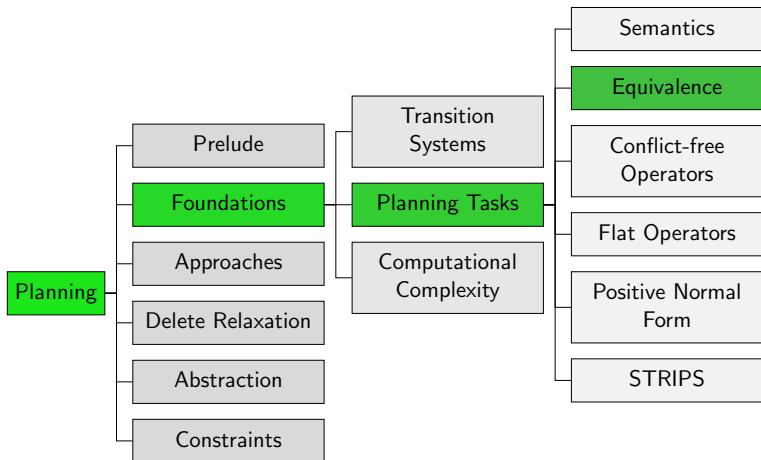 Planning
Prelude
Foundations
Approaches
Delete Relaxation
Abstraction
Constraints
Transition
Systems
Planning Tasks
Computational
Complexity
Semantics
Equivalence
Conflict-free
Operators
Flat Operators
Positive Normal
Form
STRIPS